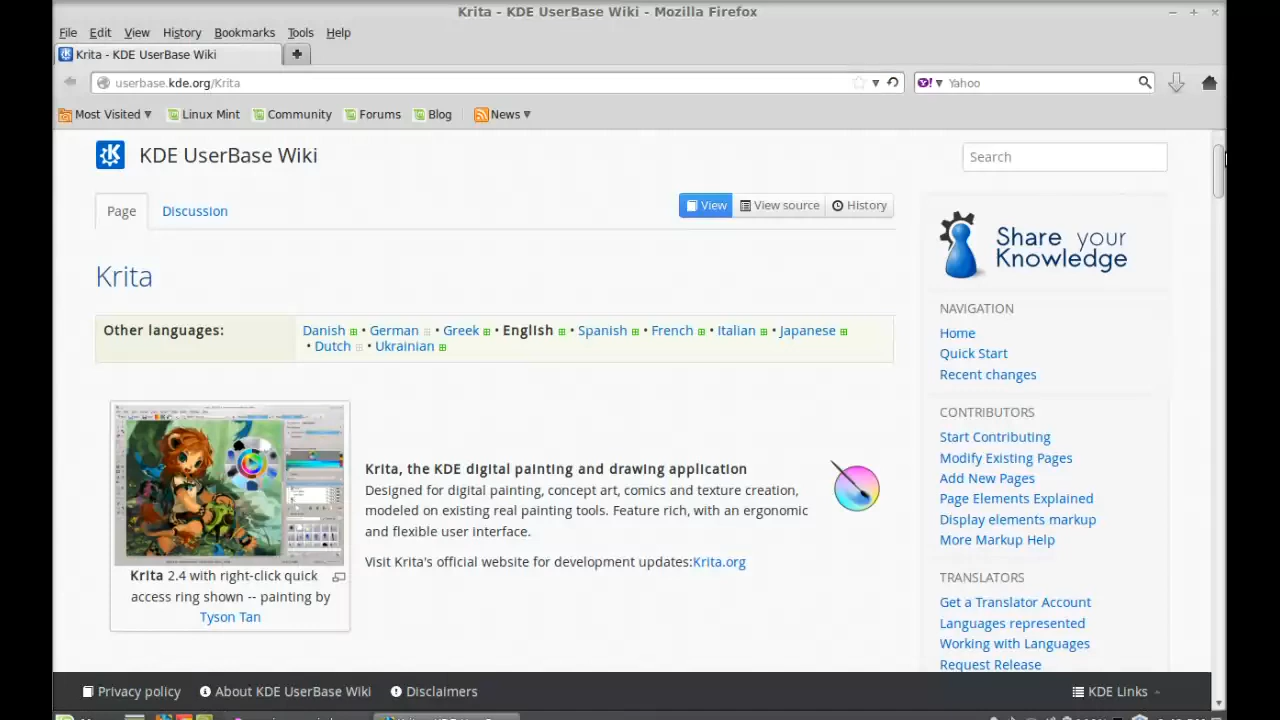 Krita - KDE UserBase Wiki - Mozilla Firefox
File Edit View History Bookmarks Tools Help
Krita - KDE UserBase Wiki
userbase.kde.org/Krita
Yahoo
Most Visited Linux Mint Community Forums Blog News
KDE UserBase Wiki
Search
Page Discussion
View View source History
Share your
Knowledge
Krita
Other languages:
Danish • German • Greek • English • Spanish • French • Italian • Japanese
• Dutch • Ukrainian
Krita, the KDE digital painting and drawing application
Designed for digital painting, concept art, comics and texture creation,
modeled on existing real painting tools. Feature rich, with an ergonomic
and flexible user interface.
Visit Krita's official website for development updates:Krita.org
Krita 2.4 with right-click quick
access ring shown -- painting by
Tyson Tan
NAVIGATION
Home
Quick Start
Recent changes
CONTRIBUTORS
Start Contributing
Modify Existing Pages
Add New Pages
Page Elements Explained
Display elements markup
More Markup Help
TRANSLATORS
Get a Translator Account
Languages represented
Working with Languages
Request Release
Privacy policy About KDE UserBase Wiki Disclaimers
KDE Links